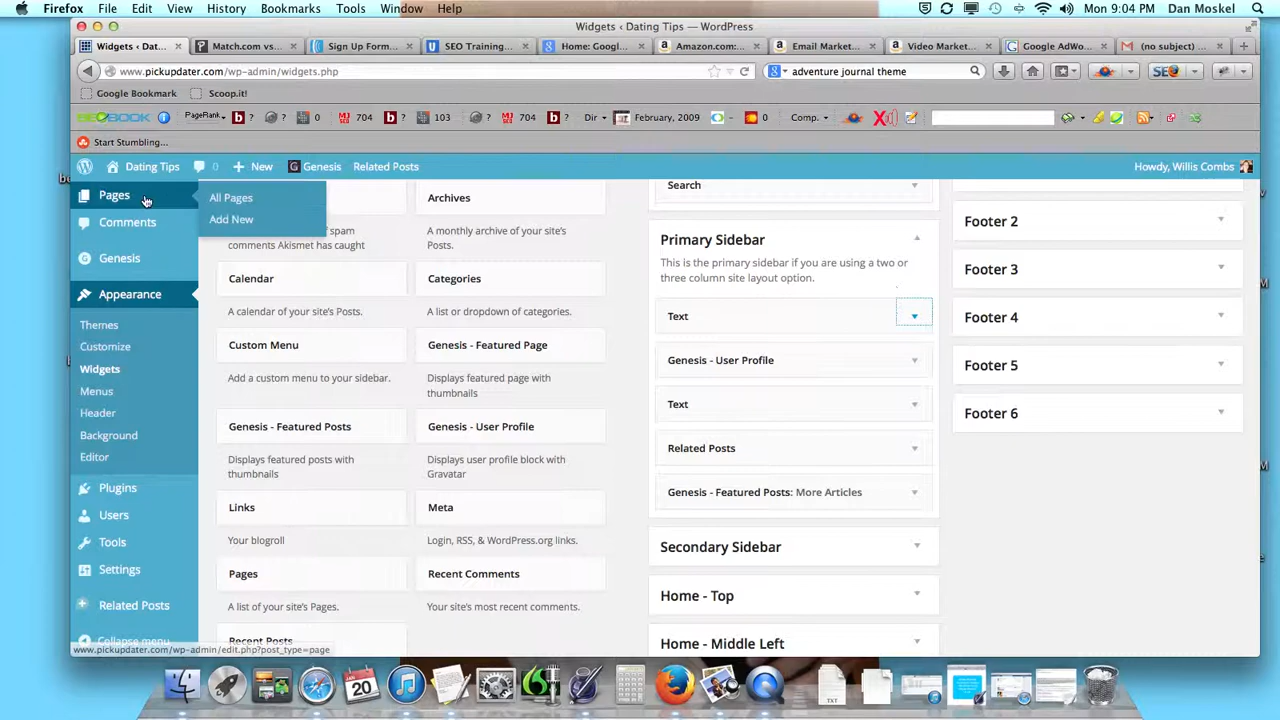 Firefox File Edit View History Bookmarks Tools Window Help
Mon 9:04 PM Dan Moskel
Widgets ‹ Dating Tips — WordPress
Widgets ‹ Dat... Match.com vs... Sign Up Form... SEO Training... Home: Googl... Amazon.com:... Email Market... Video Market... Google AdWo... (no subject) ...
www.pickupdater.com/wp-admin/widgets.php
adventure journal theme
Google Bookmark Scoop.it!
SEOBOOK PageRank: ? ? 0 704 103 ? 704 ? Dir February, 2009 0 Comp.
Start Stumbling...
Dating Tips 0 New Genesis Related Posts
Howdy, Willis Combs
Pages
All Pages
Add New
Comments
Genesis
Appearance
Themes
Customize
Widgets
Menus
Header
Background
Editor
Plugins
Users
Tools
Settings
Related Posts
Collapse menu
www.pickupdater.com/wp-admin/edit.php?post_type=page
of spam
comments Akismet has caught
Archives
A monthly archive of your site's
Posts.
Calendar
A calendar of your site's Posts.
Categories
A list or dropdown of categories.
Custom Menu
Add a custom menu to your sidebar.
Genesis - Featured Page
Displays featured page with
thumbnails
Genesis - Featured Posts
Displays featured posts with
thumbnails
Genesis - User Profile
Displays user profile block with
Gravatar
Links
Your blogroll
Meta
Login, RSS, & WordPress.org links.
Pages
A list of your site's Pages.
Recent Comments
Your site's most recent comments.
Recent Posts
Search
Primary Sidebar
This is the primary sidebar if you are using a two or
three column site layout option.
Text
Genesis - User Profile
Text
Related Posts
Genesis - Featured Posts: More Articles
Secondary Sidebar
Home - Top
Home - Middle Left
Footer 2
Footer 3
Footer 4
Footer 5
Footer 6